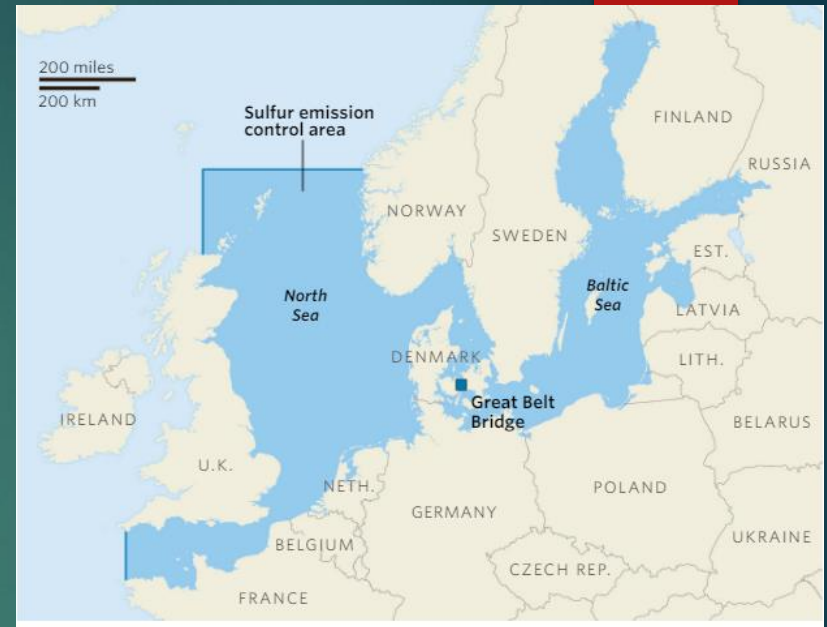 200 miles
200 km
Sulfur emission
control area
FINLAND
RUSSIA
NORWAY
SWEDEN
EST.
North
Sea
Baltic
Sea
LATVIA
DENMARK
LITH.
Great Belt
Bridge
IRELAND
BELARUS
U.K.
NETH.
POLAND
GERMANY
UKRAINE
BELGIUM
CZECH REP.
FRANCE